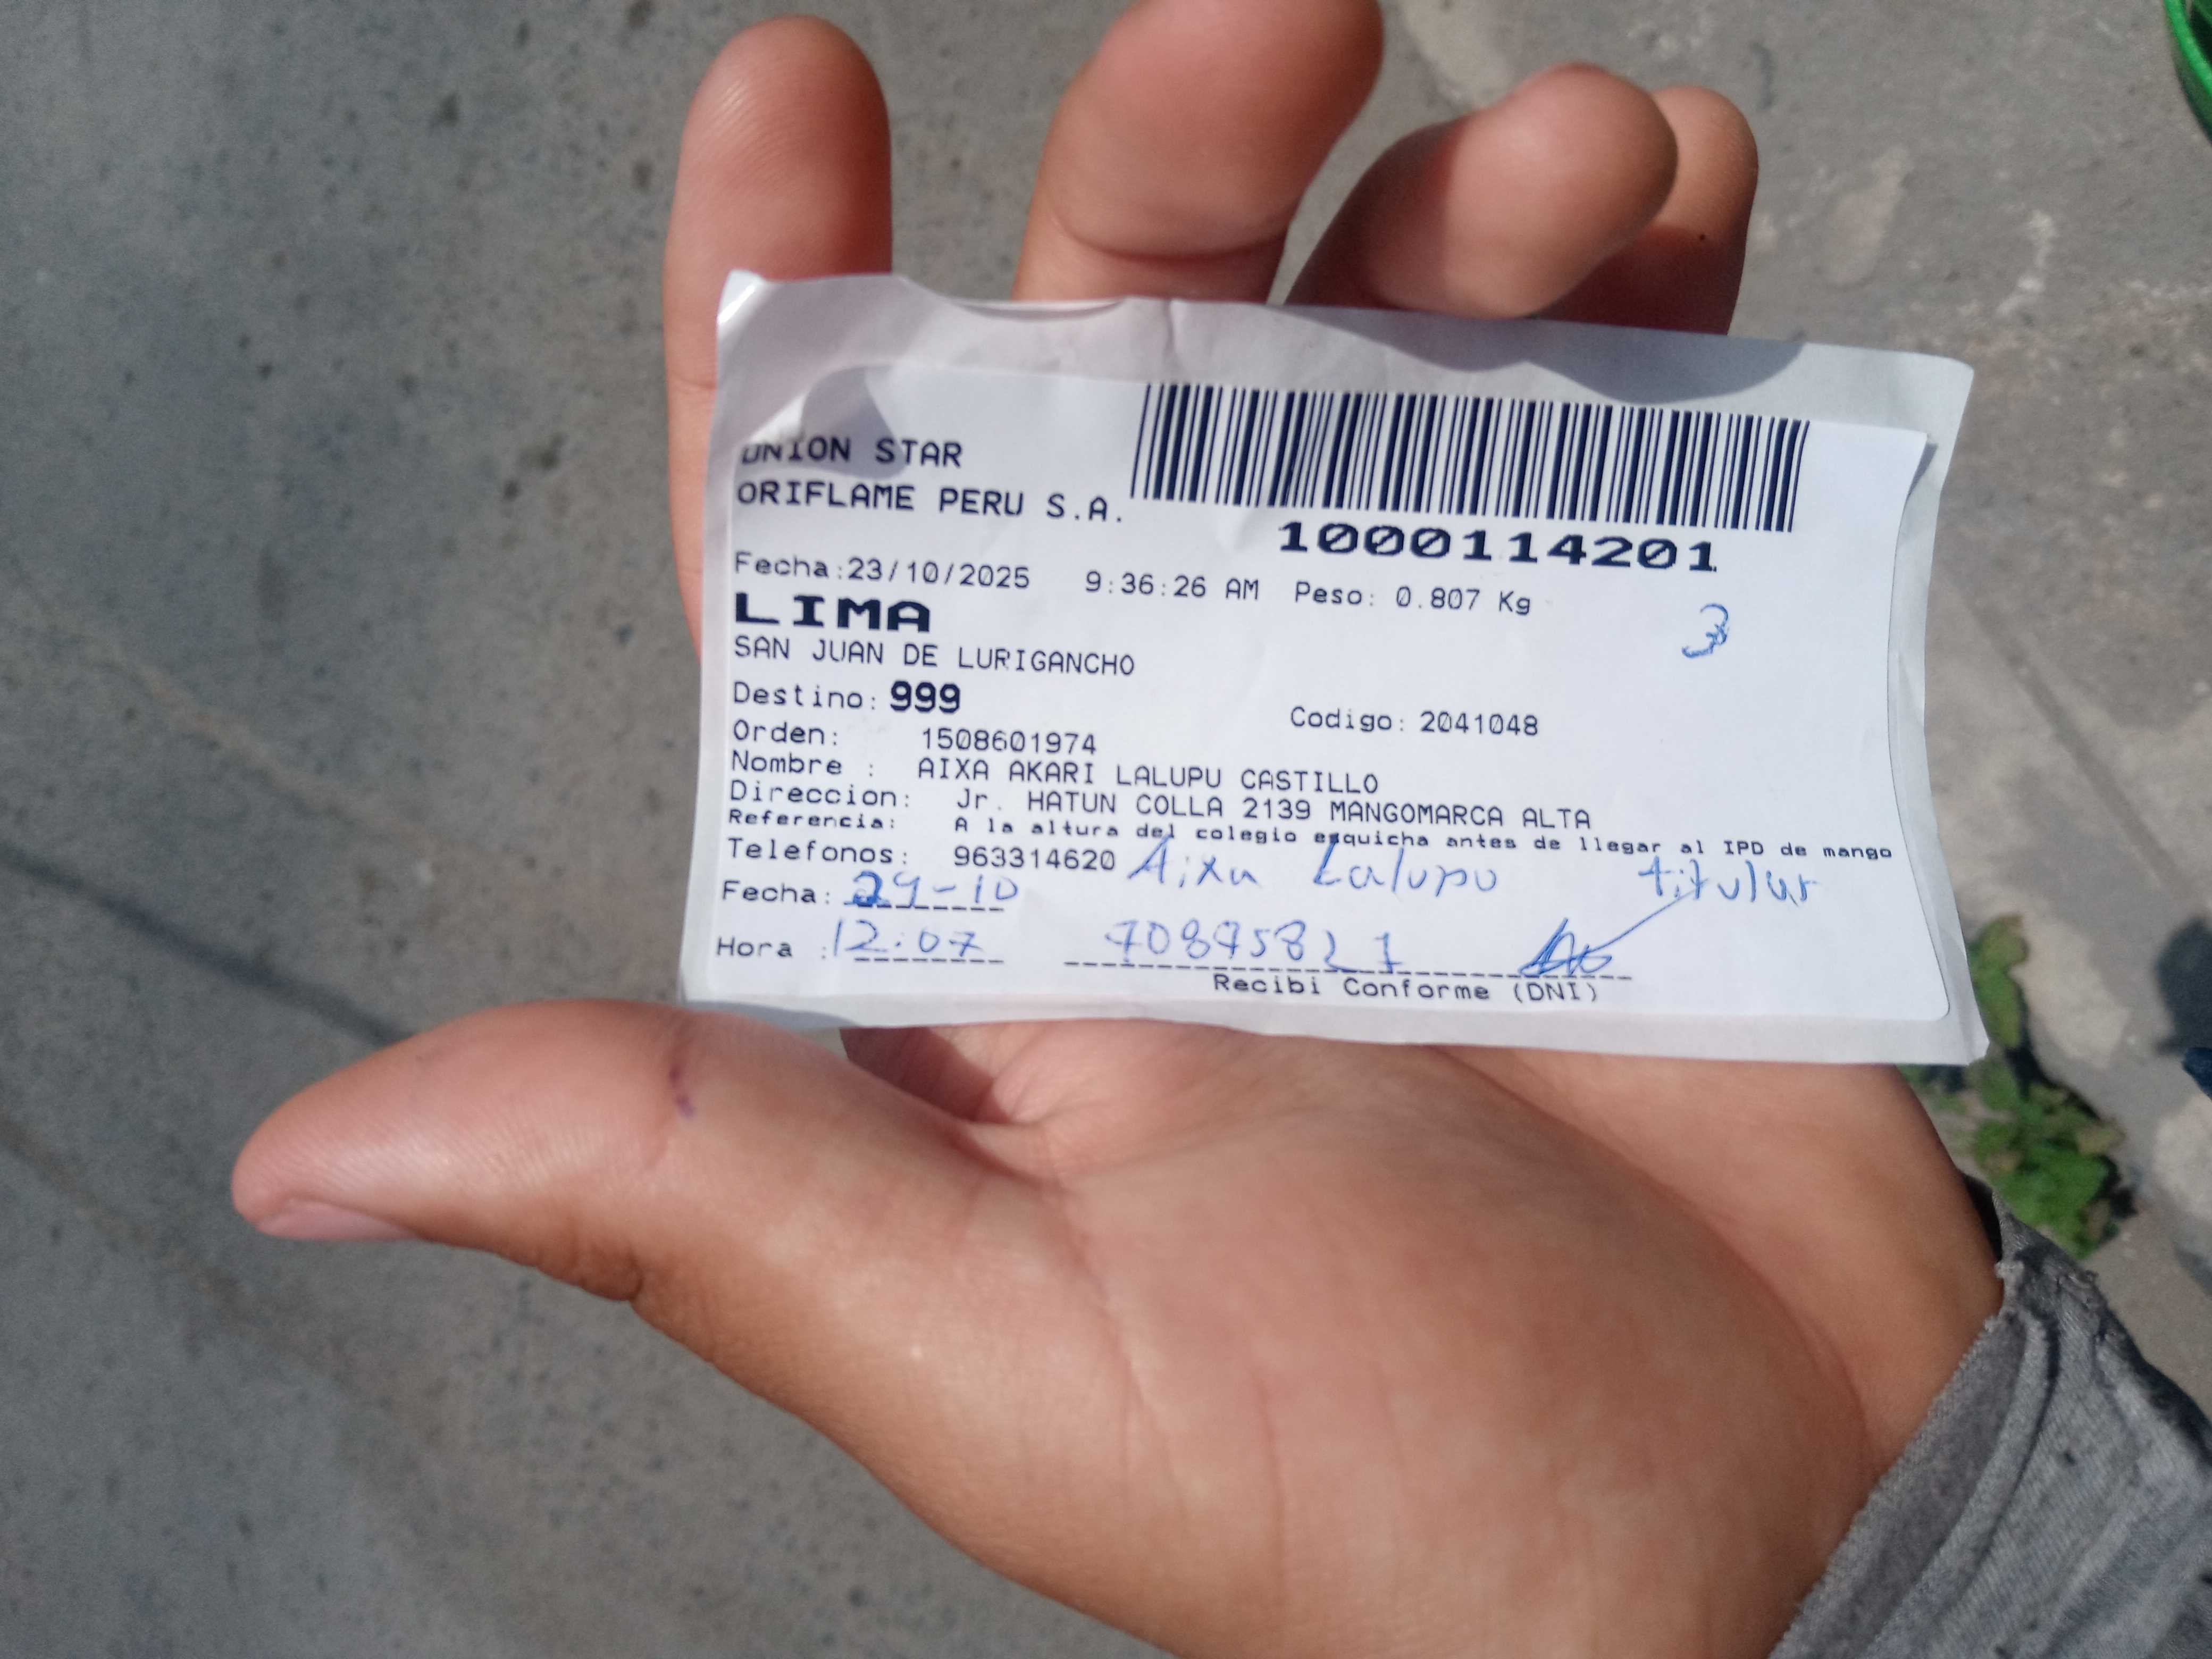 UNION STAR
ORIFLAME PERU S.A.
1000114201
Fecha:23/10/2025 9:36:26 AM Peso: 0.807 Kg
LIMA
3
SAN JUAN DE LURIGANCHO
Destino: 999
Codigo: 2041048
Orden: 1508601974
Nombre : AIXA AKARI LALUPU CASTILLO
Direccion: Jr. HATUN COLLA 2139 MANGOMARCA ALTA
Referencia: A la altura del colegio esquicha antes de llegar al IPD de mango
Telefonos: 963314620 Aixa Lalupu titular
Fecha: 24-10
Hora : 12:07
Recibi Conforme (DNI)